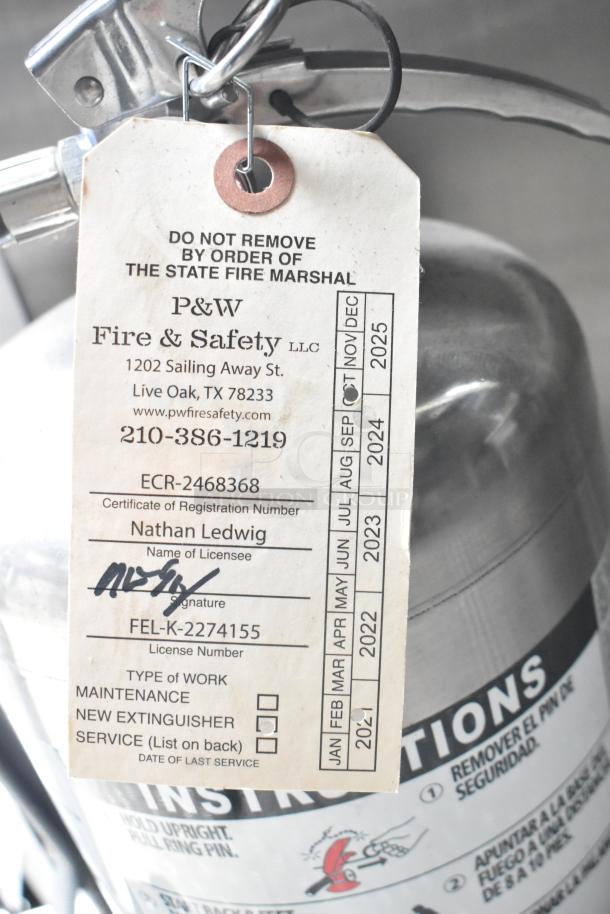 DO NOT REMOVE
BY ORDER OF
THE STATE FIRE MARSHAL
P&W
Fire & Safety LLC
1202 Sailing Away St.
Live Oak, TX 78233
www.pwfiresafety.com
210-386-1219
ECR-2468368
Certificate of Registration Number
Nathan Ledwig
Name of Licensee
Signature
FEL-K-2274155
License Number
TYPE of WORK
MAINTENANCE
NEW EXTINGUISHER
SERVICE (List on back)
DATE OF LAST SERVICE
JAN FEB MAR APR MAY JUN JUL AUG SEP OCT NOV DEC
2021 2022 2023 2024 2025
AUCTION GROUP
HOLD UPRIGHT.
PULL RING PIN.
1 REMOVER EL PIN DE
SEGURIDAD.
2 APUNTAR A LA BASE DEL
FUEGO A UNA DISTANCIA
DE 8 A 10 PIES.